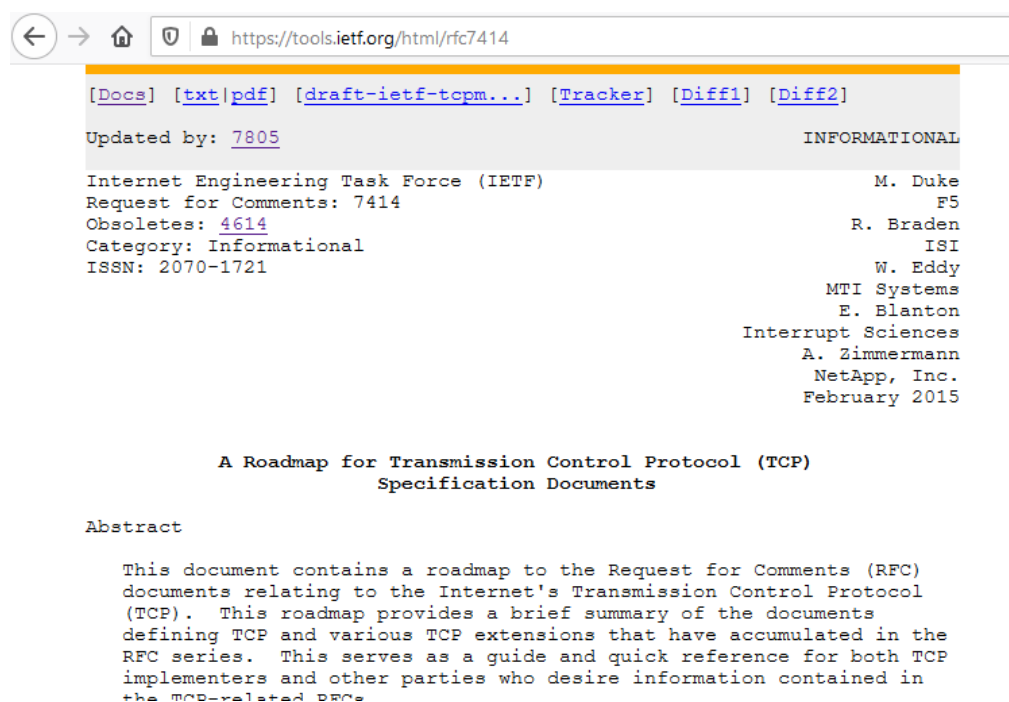 https://tools.ietf.org/html/rfc7414
[Docs] [txt|pdf] [draft-ietf-tcpm...] [Tracker] [Diff1] [Diff2]
Updated by: 7805 INFORMATIONAL
Internet Engineering Task Force (IETF) M. Duke
Request for Comments: 7414 F5
Obsoletes: 4614 R. Braden
Category: Informational ISI
ISSN: 2070-1721 W. Eddy
MTI Systems
E. Blanton
Interrupt Sciences
A. Zimmermann
NetApp, Inc.
February 2015
A Roadmap for Transmission Control Protocol (TCP)
Specification Documents
Abstract
This document contains a roadmap to the Request for Comments (RFC)
documents relating to the Internet's Transmission Control Protocol
(TCP). This roadmap provides a brief summary of the documents
defining TCP and various TCP extensions that have accumulated in the
RFC series. This serves as a guide and quick reference for both TCP
implementers and other parties who desire information contained in
the TCP-related RFCs.